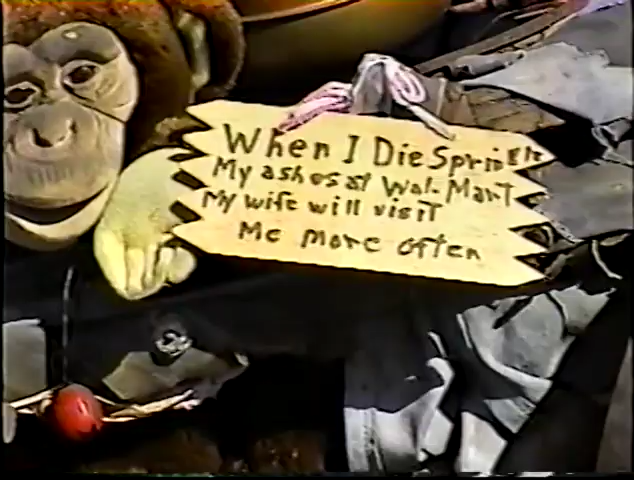 When I Die Sprinkle
My ashes at Wal-Mart
My wife will visit
Me more often